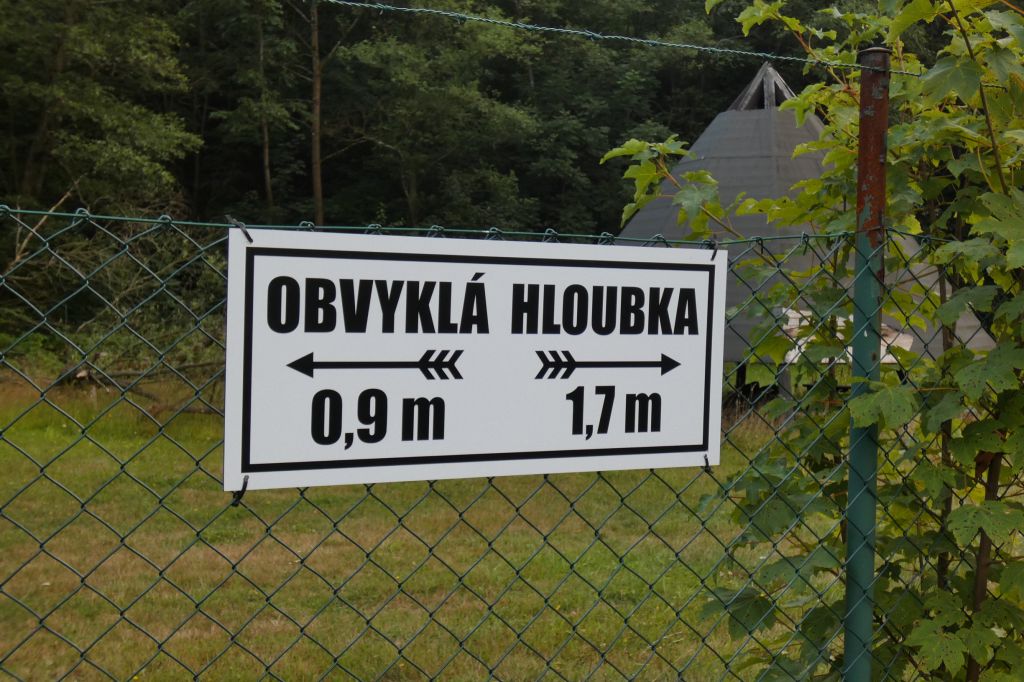 OBVYKLÁ HLOUBKA
0,9 m 1,7 m